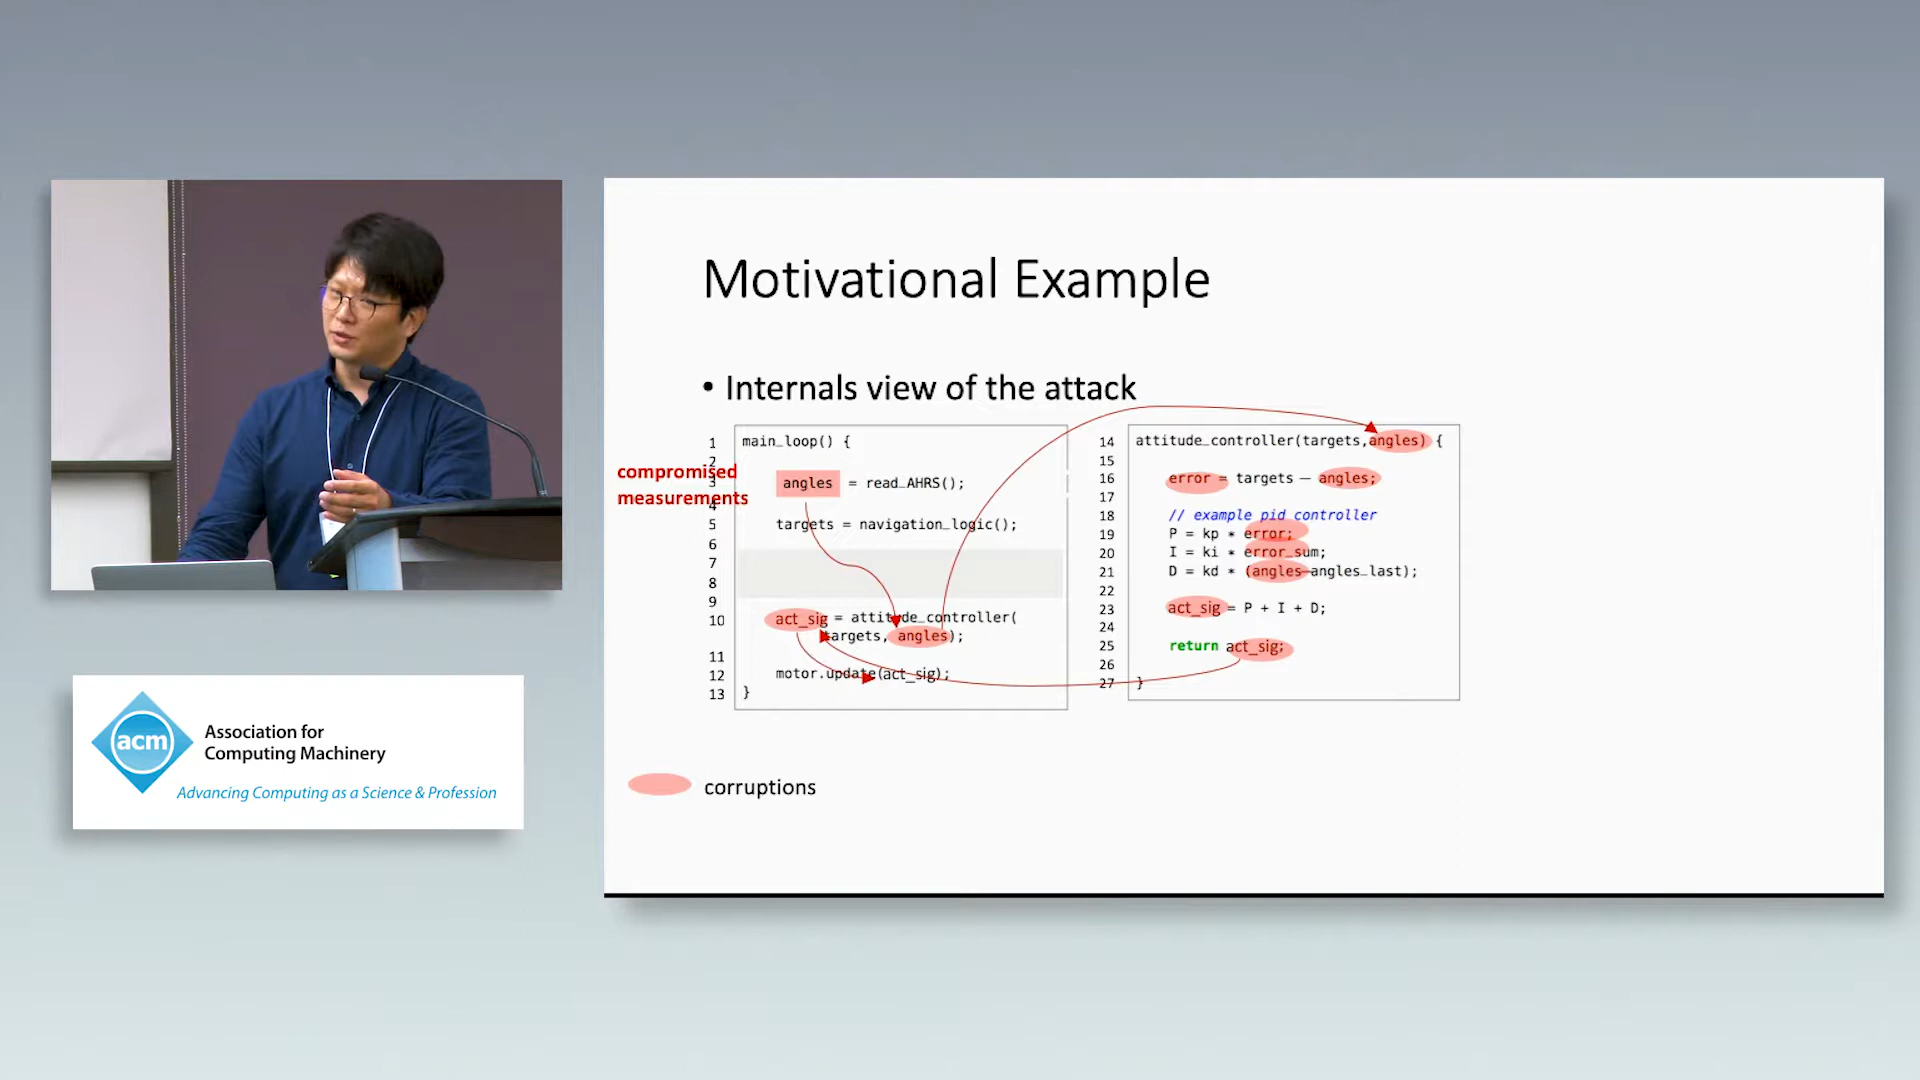 Motivational Example
• Internals view of the attack
compromised
measurements
1 main_loop() {
2
3 angles = read_AHRS();
4
5 targets = navigation_logic();
6
7
8
9
10 act_sig = attitude_controller(
targets, angles);
11
12 motor.update(act_sig);
13 }
14 attitude_controller(targets,angles) {
15
16 error = targets – angles;
17
18 // example pid controller
19 P = kp * error;
20 I = ki * error_sum;
21 D = kd * (angles–angles_last);
22
23 act_sig = P + I + D;
24
25 return act_sig;
26
27 }
corruptions
acm
Association for
Computing Machinery
Advancing Computing as a Science & Profession